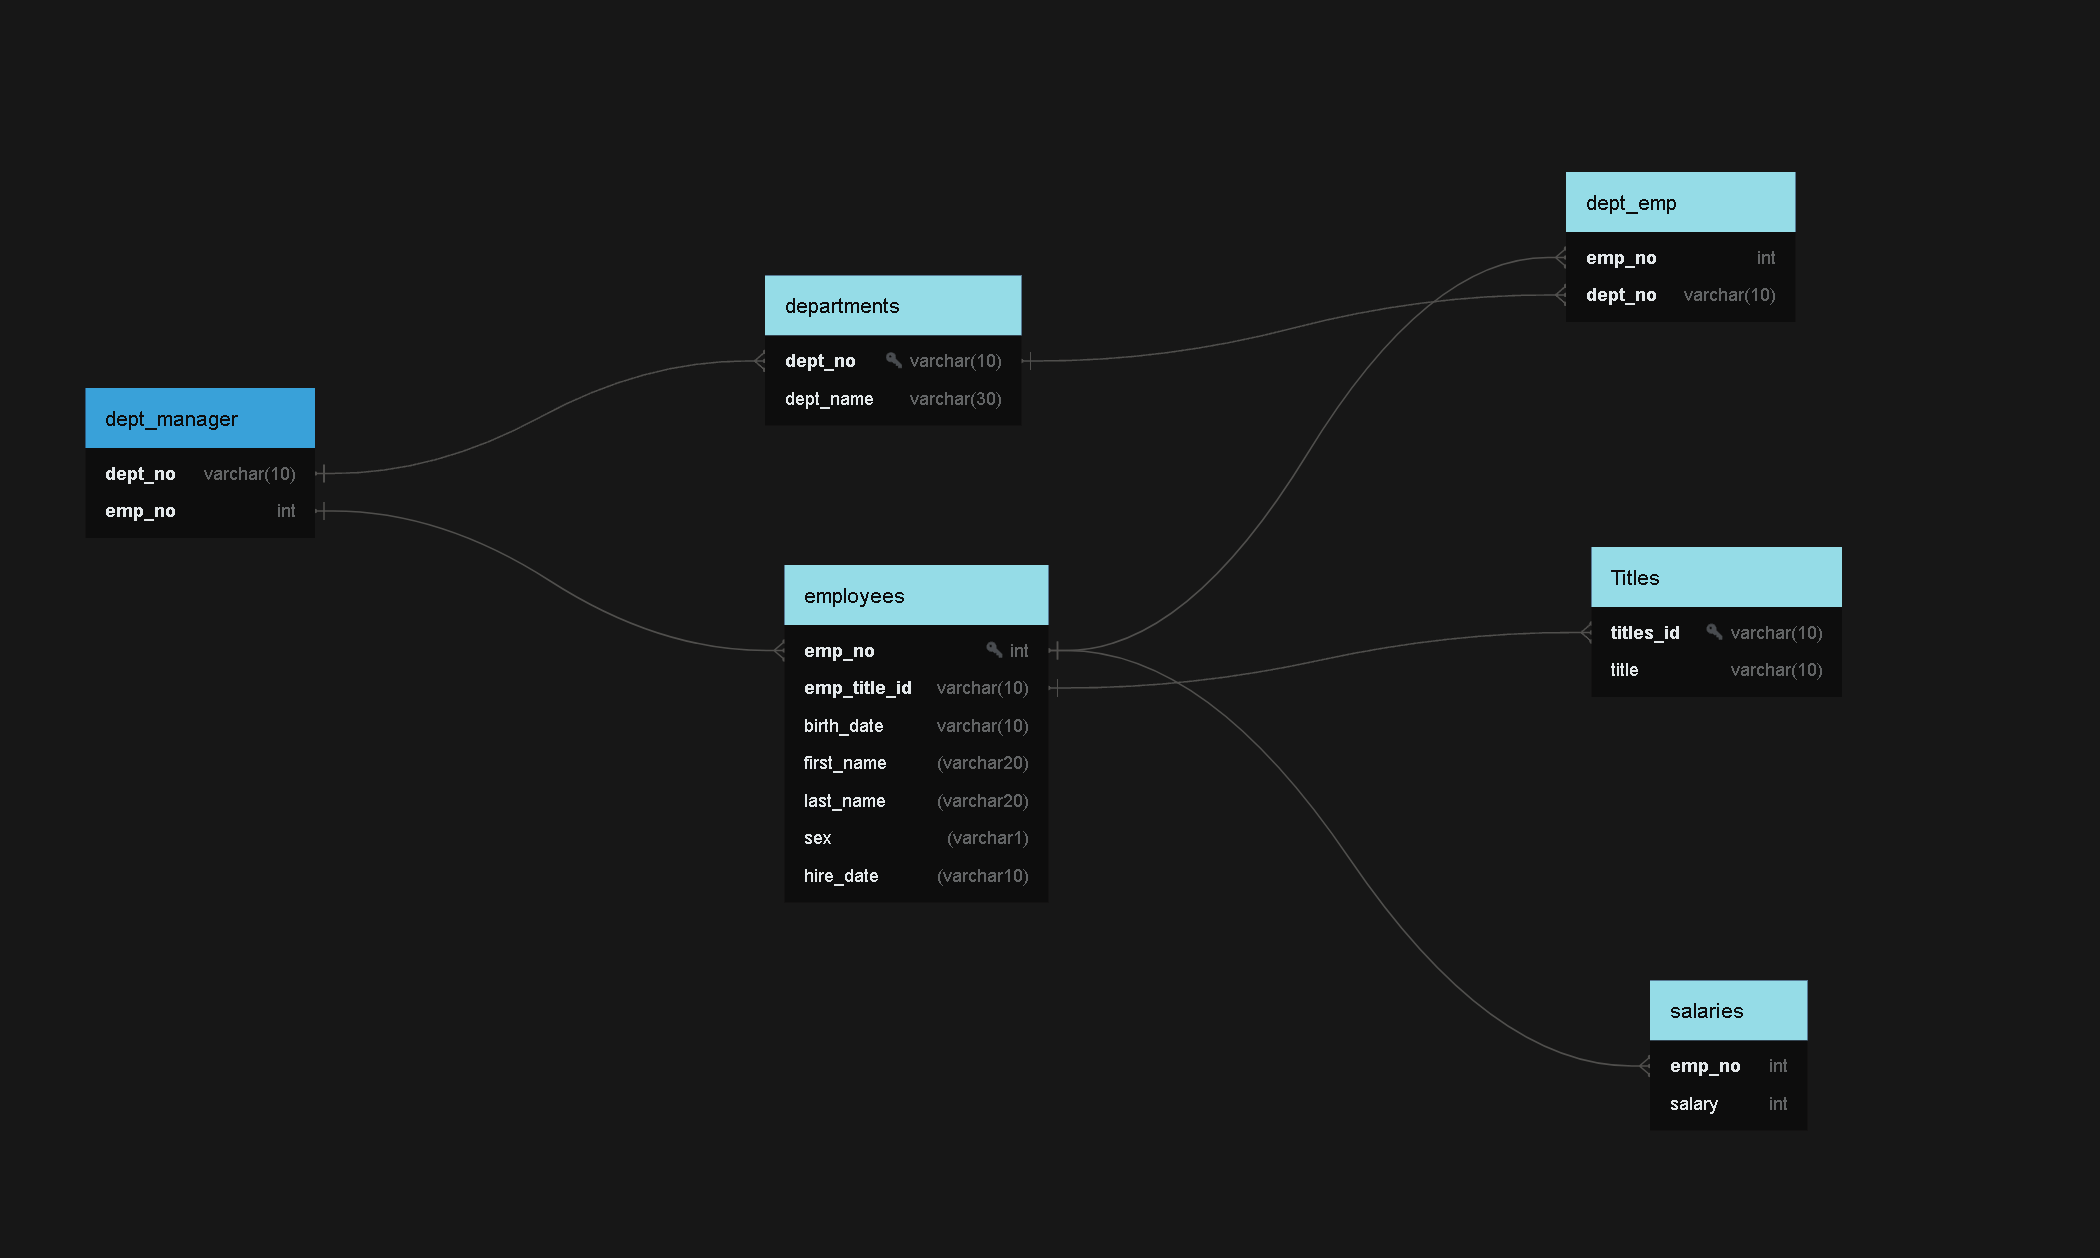 dept_manager
dept_no varchar(10)
emp_no int
departments
dept_no varchar(10)
dept_name varchar(30)
employees
emp_no int
emp_title_id varchar(10)
birth_date varchar(10)
first_name (varchar20)
last_name (varchar20)
sex (varchar1)
hire_date (varchar10)
dept_emp
emp_no int
dept_no varchar(10)
Titles
titles_id varchar(10)
title varchar(10)
salaries
emp_no int
salary int